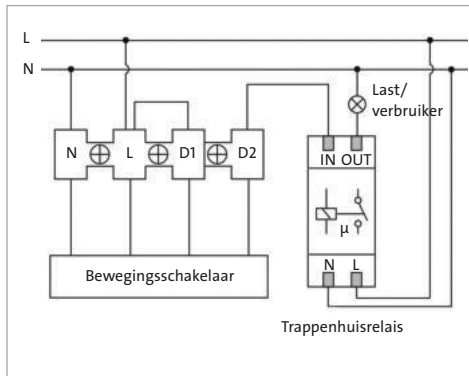 L
N
Last/
verbruiker
N L D1 D2
IN OUT
µ
N L
Bewegingsschakelaar
Trappenhuisrelais